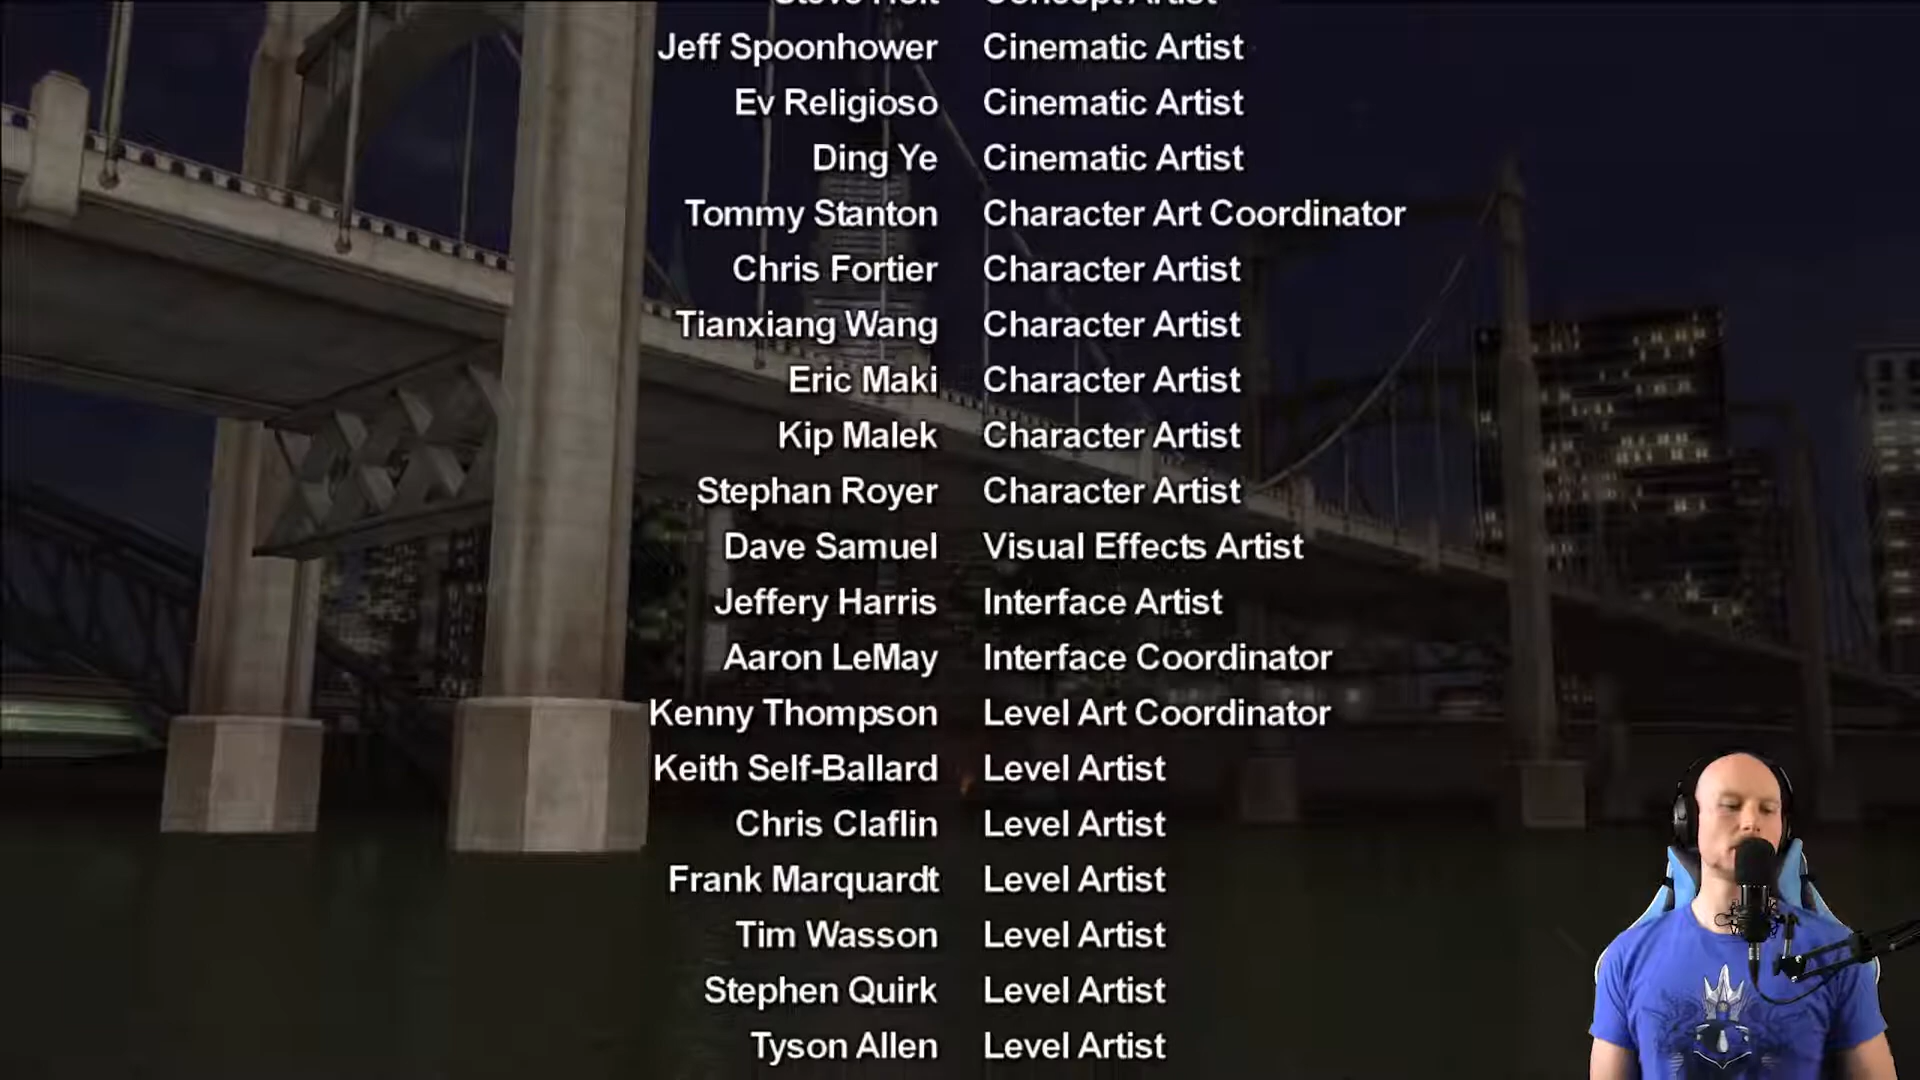 Steve Holt Concept Artist
Jeff Spoonhower Cinematic Artist
Ev Religioso Cinematic Artist
Ding Ye Cinematic Artist
Tommy Stanton Character Art Coordinator
Chris Fortier Character Artist
Tianxiang Wang Character Artist
Eric Maki Character Artist
Kip Malek Character Artist
Stephan Royer Character Artist
Dave Samuel Visual Effects Artist
Jeffery Harris Interface Artist
Aaron LeMay Interface Coordinator
Kenny Thompson Level Art Coordinator
Keith Self-Ballard Level Artist
Chris Claflin Level Artist
Frank Marquardt Level Artist
Tim Wasson Level Artist
Stephen Quirk Level Artist
Tyson Allen Level Artist